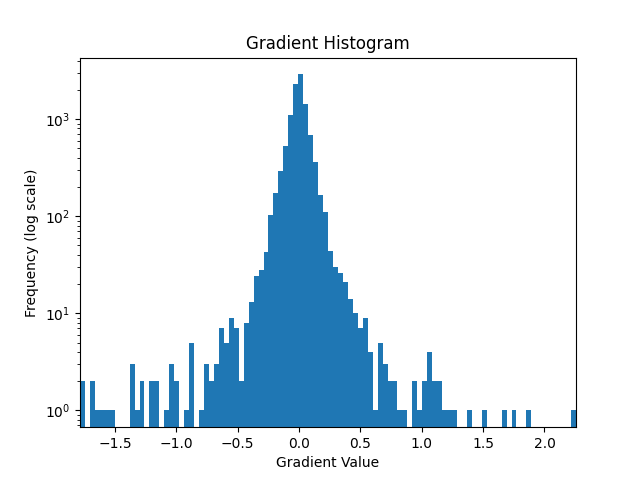 Gradient Histogram
Frequency (log scale)
10³
10²
10¹
10⁰
−1.5 −1.0 −0.5 0.0 0.5 1.0 1.5 2.0
Gradient Value